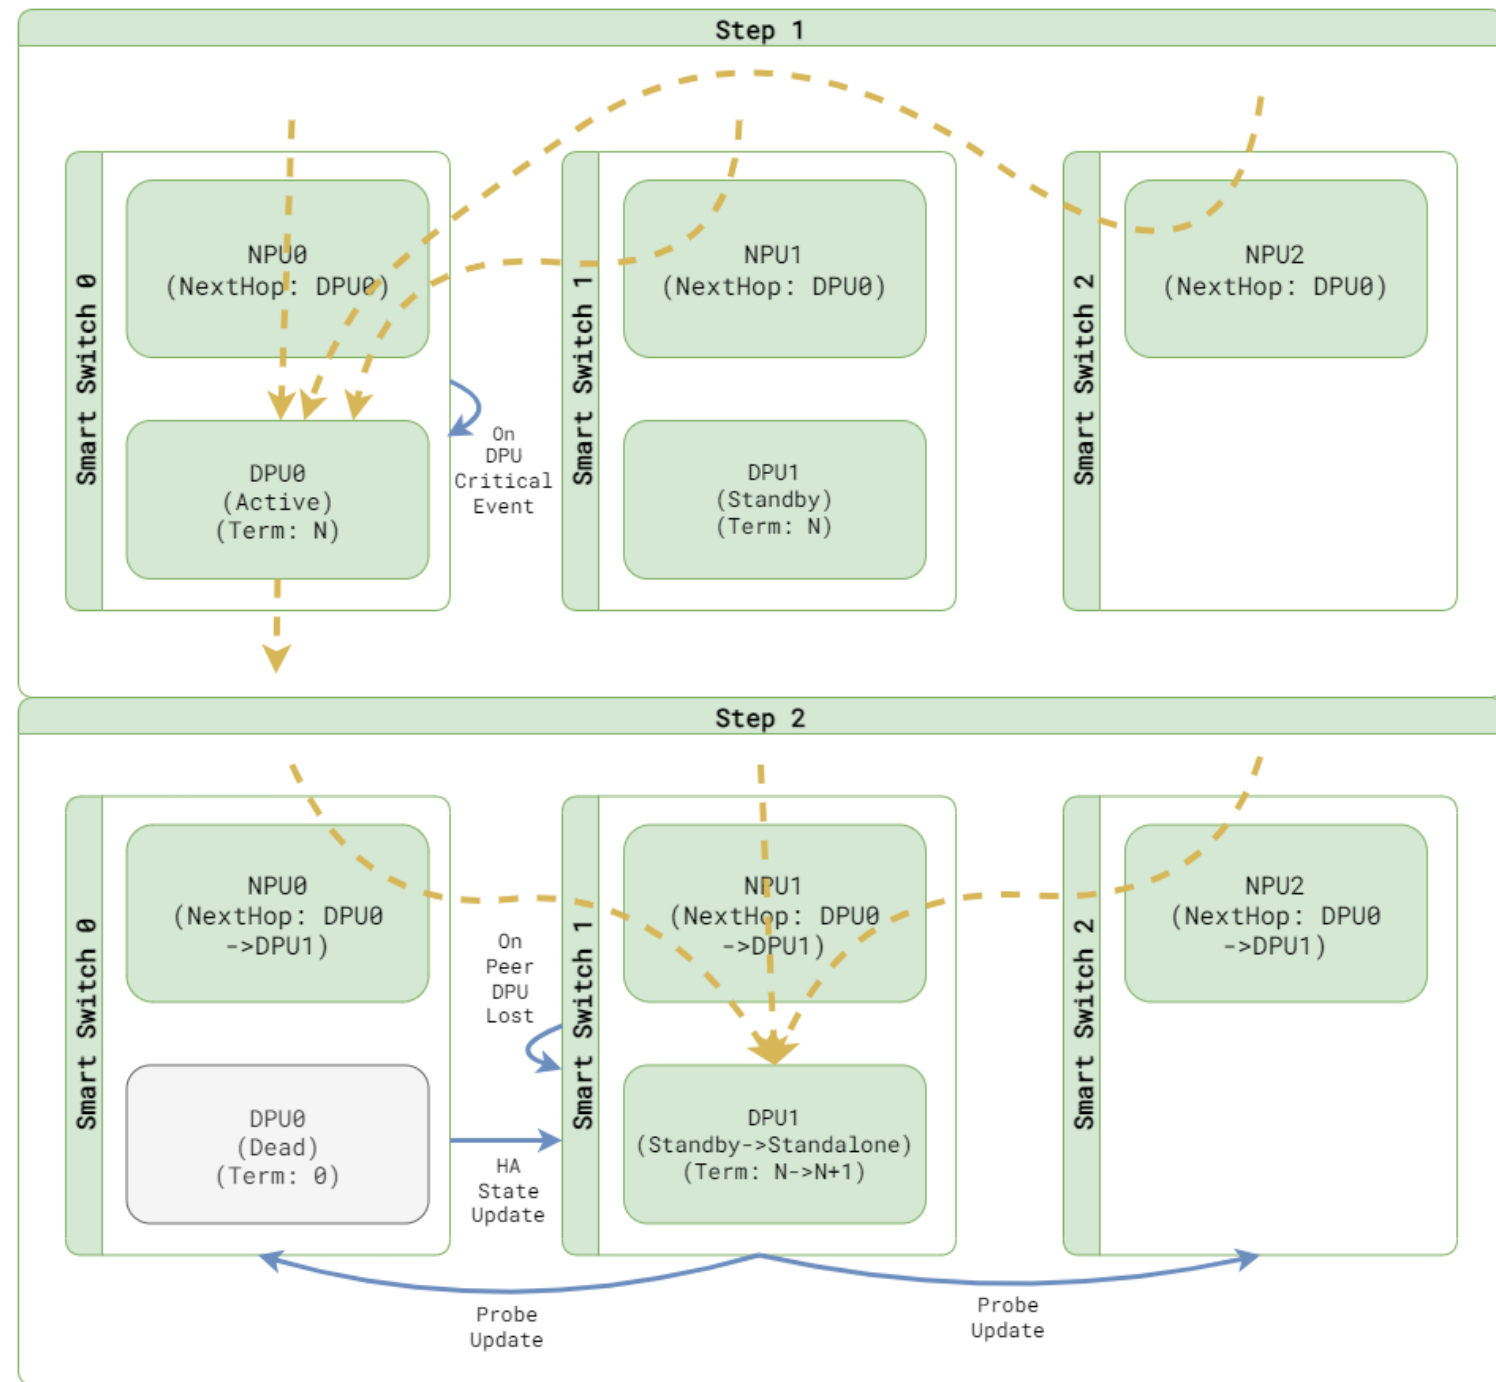 Step 1
Smart Switch 0
NPU0
(NextHop: DPU0)
DPU0
(Active)
(Term: N)
On
DPU
Critical
Event
Smart Switch 1
NPU1
(NextHop: DPU0)
DPU1
(Standby)
(Term: N)
Smart Switch 2
NPU2
(NextHop: DPU0)
Step 2
Smart Switch 0
NPU0
(NextHop: DPU0
->DPU1)
DPU0
(Dead)
(Term: 0)
On
Peer
DPU
Lost
HA
State
Update
Smart Switch 1
NPU1
(NextHop: DPU0
->DPU1)
DPU1
(Standby->Standalone)
(Term: N->N+1)
Smart Switch 2
NPU2
(NextHop: DPU0
->DPU1)
Probe
Update
Probe
Update